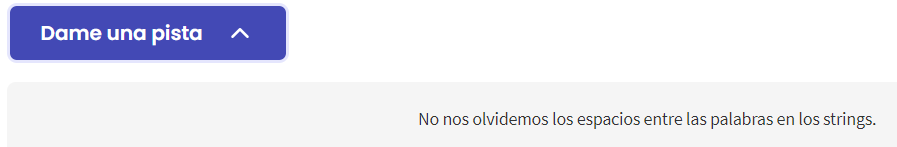 Dame una pista
No nos olvidemos los espacios entre las palabras en los strings.